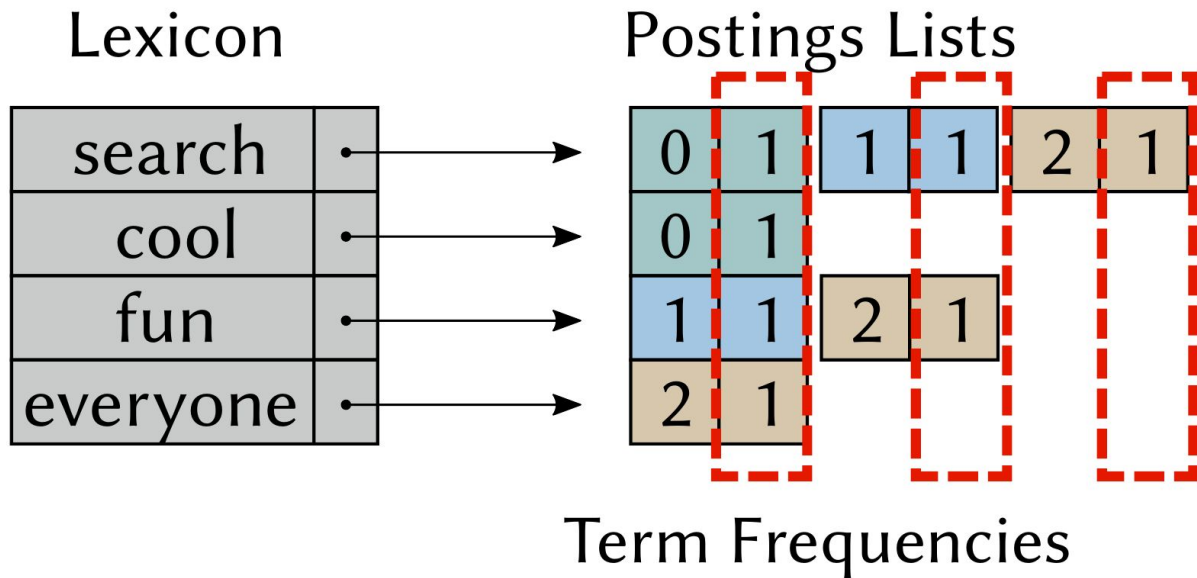 Lexicon Postings Lists
search 0 1 1 1 2 1
cool 0 1
fun 1 1 2 1
everyone 2 1
Term Frequencies